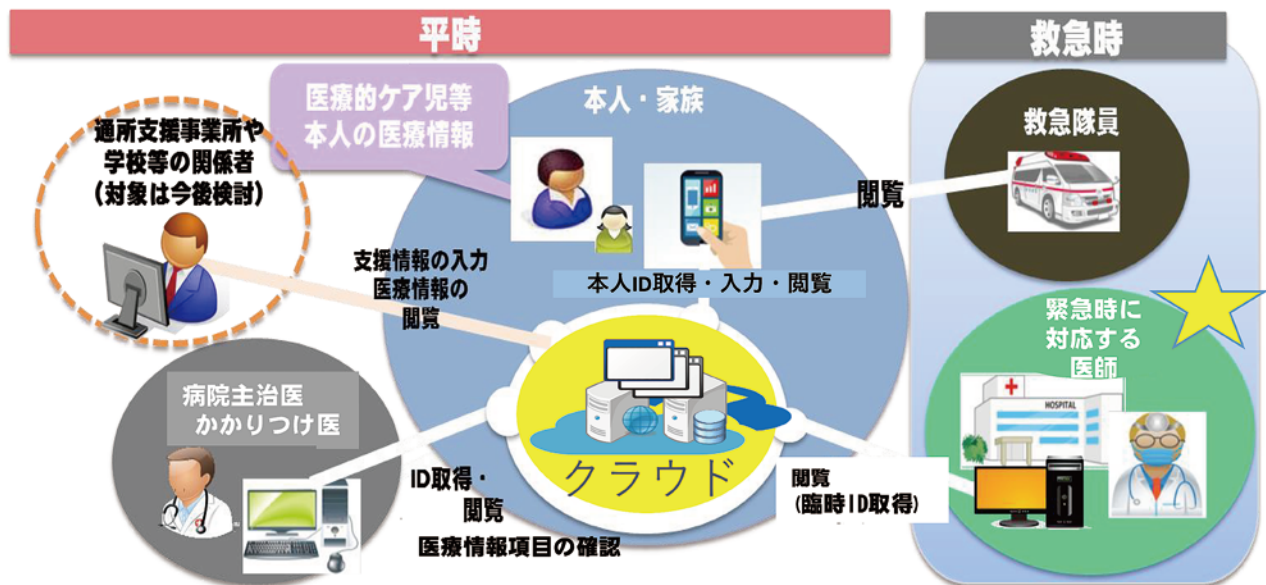 平時
救急時
医療的ケア児等
本人の医療情報
本人・家族
通所支援事業所や
学校等の関係者
(対象は今後検討)
救急隊員
閲覧
支援情報の入力
医療情報の
閲覧
本人ID取得・入力・閲覧
緊急時に
対応する
医師
HOSPITAL
病院主治医
かかりつけ医
クラウド
ID取得・
閲覧
医療情報項目の確認
閲覧
(臨時ID取得)